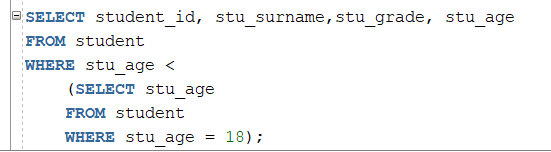 SELECT student_id, stu_surname,stu_grade, stu_age
FROM student
WHERE stu_age <
(SELECT stu_age
FROM student
WHERE stu_age = 18);